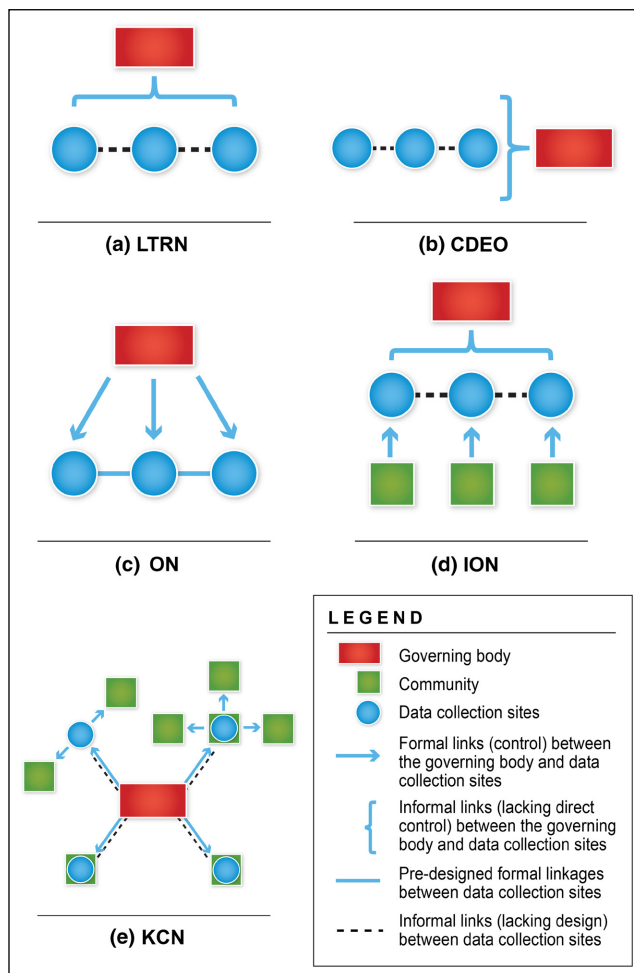 (a) LTRN
(b) CDEO
(c) ON
(d) ION
(e) KCN
LEGEND
Governing body
Community
Data collection sites
Formal links (control) between
the governing body and data
collection sites
Informal links (lacking direct
control) between the governing
body and data collection sites
Pre-designed formal linkages
between data collection sites
Informal links (lacking design)
between data collection sites